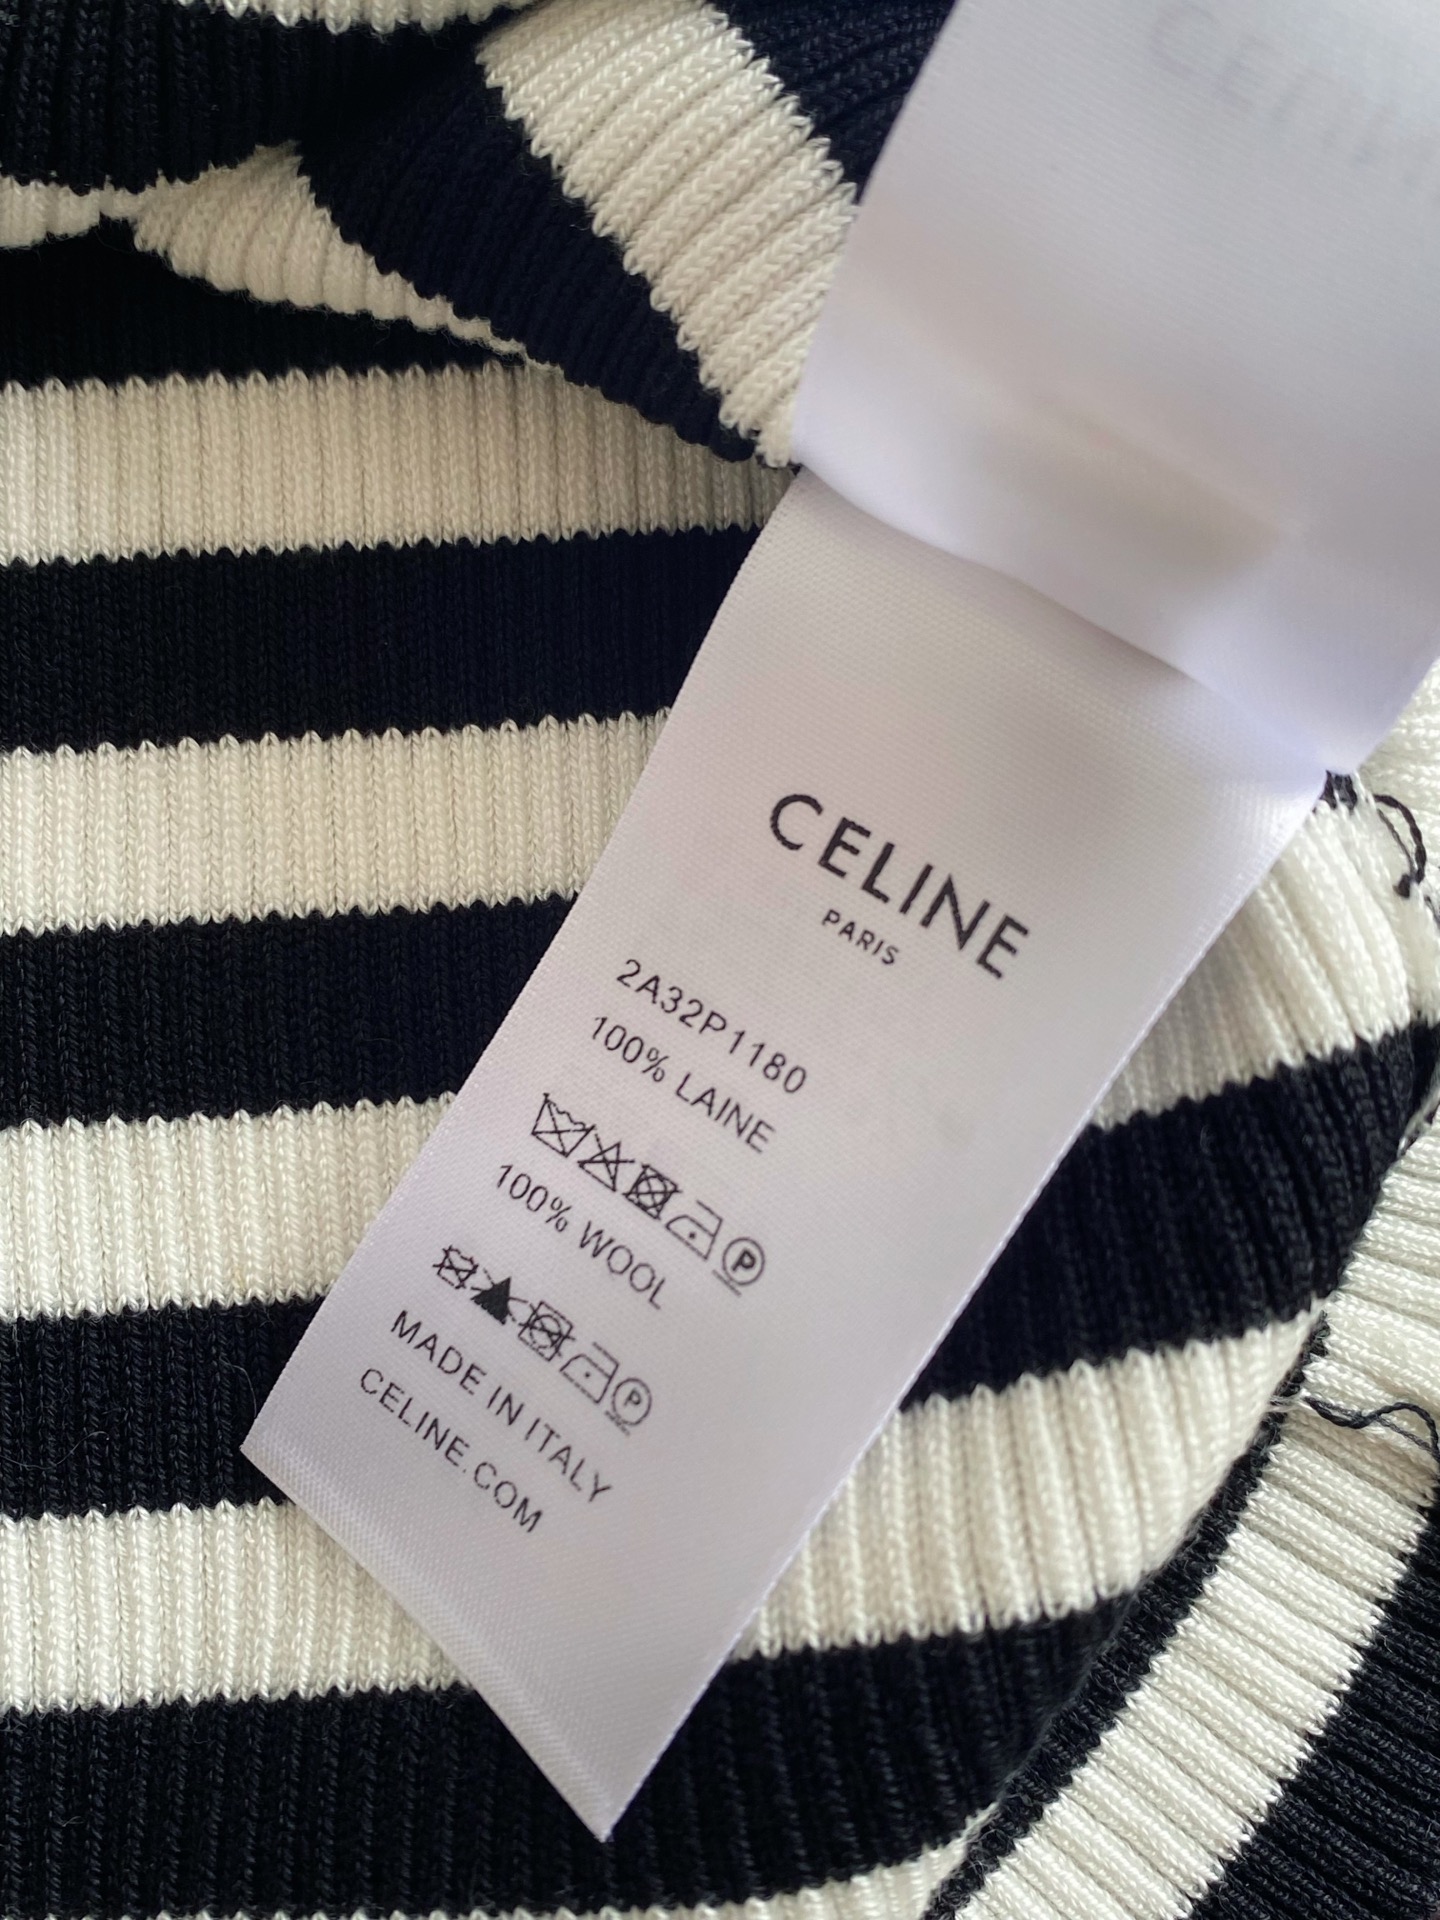 CELINE
PARIS
2A32P1180
100% LAINE
P
100% WOOL
P
MADE IN ITALY
CELINE.COM